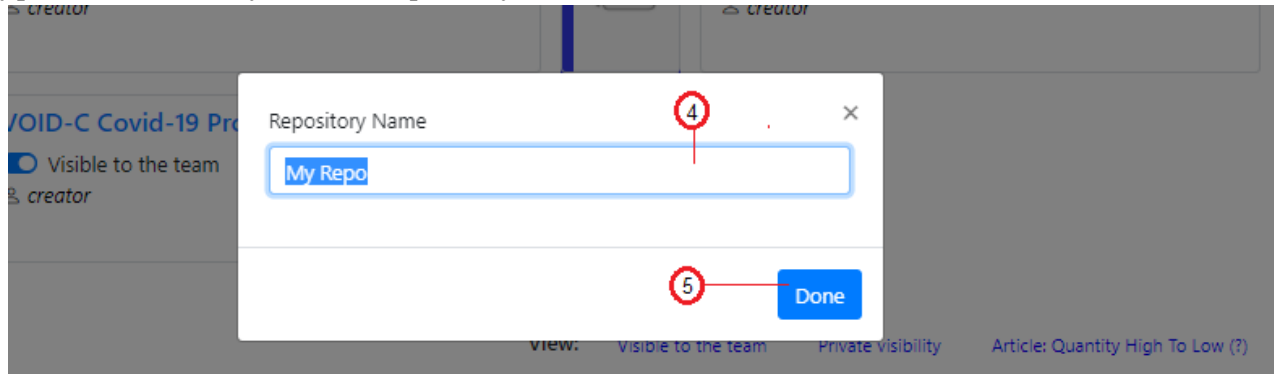 creator
creator
VOID-C Covid-19 Pro
Visible to the team
creator
Repository Name
4
×
My Repo
5
Done
View: Visible to the team Private visibility Article: Quantity High To Low (?)